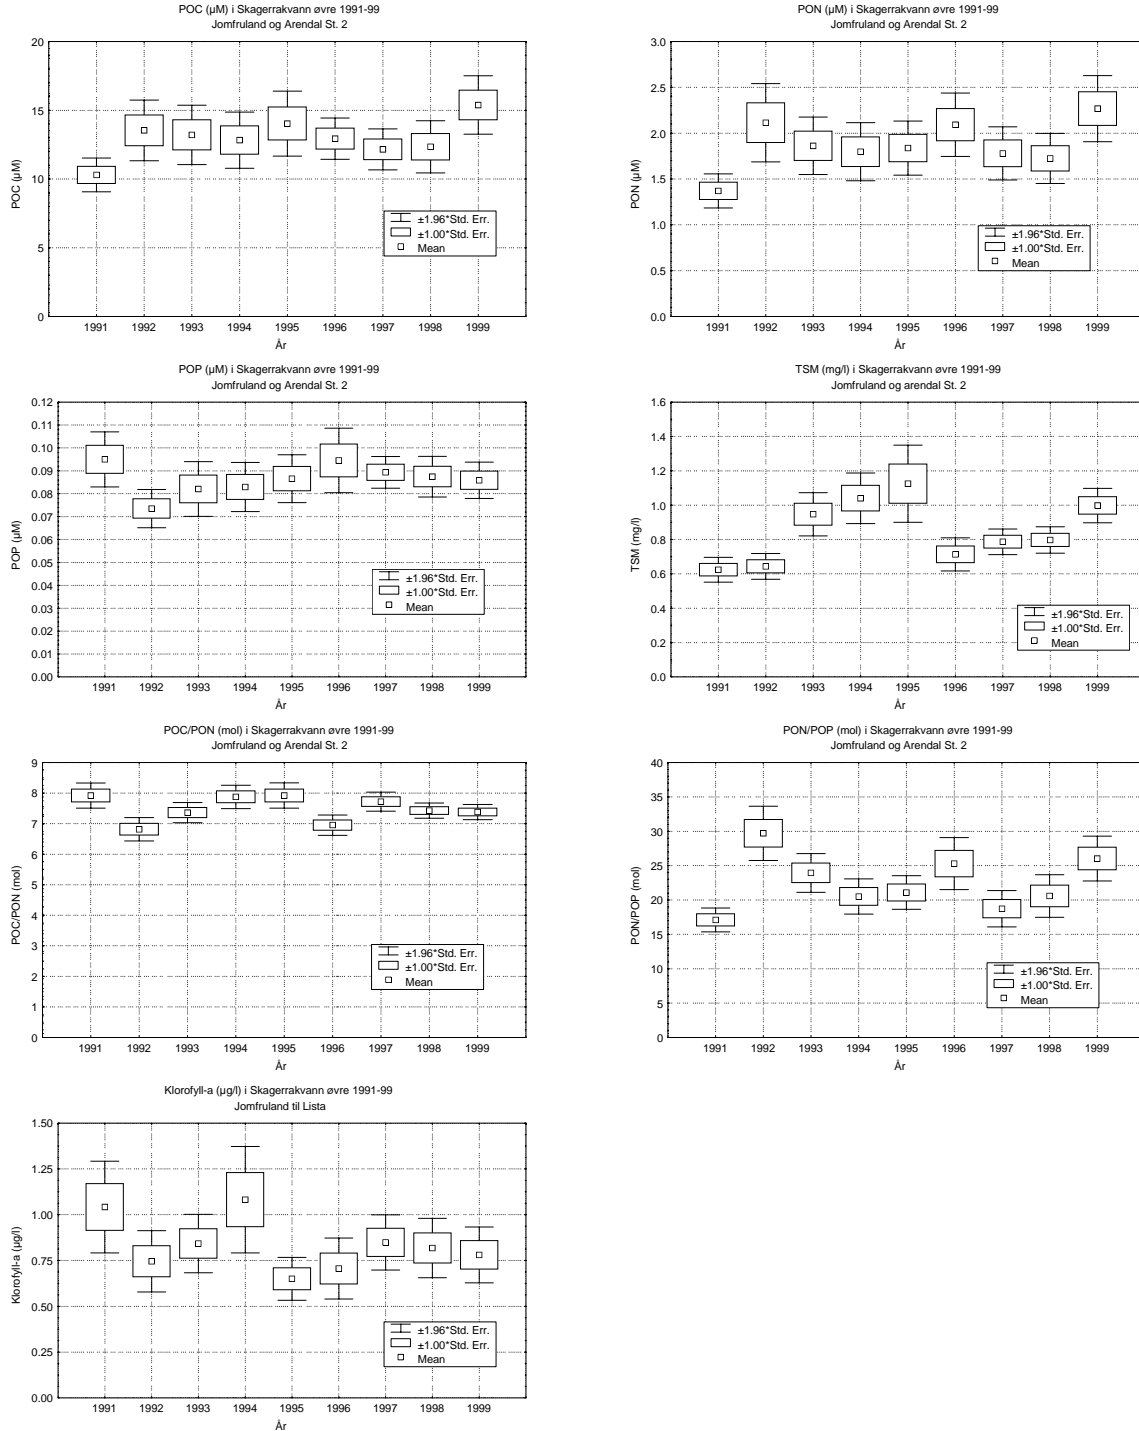 POC (µM) i Skagerrakvann øvre 1991-99
Jomfruland og Arendal St. 2
POC (µM)
20
15
10
5
0
±1.96*Std. Err.
±1.00*Std. Err.
Mean
1991 1992 1993 1994 1995 1996 1997 1998 1999
År
PON (µM) i Skagerrakvann øvre 1991-99
Jomfruland og Arendal St. 2
PON (µM)
3.0
2.5
2.0
1.5
1.0
0.5
0.0
±1.96*Std. Err.
±1.00*Std. Err.
Mean
1991 1992 1993 1994 1995 1996 1997 1998 1999
År
POP (µM) i Skagerrakvann øvre 1991-99
Jomfruland og Arendal St. 2
POP (µM)
0.12
0.11
0.10
0.09
0.08
0.07
0.06
0.05
0.04
0.03
0.02
0.01
0.00
±1.96*Std. Err.
±1.00*Std. Err.
Mean
1991 1992 1993 1994 1995 1996 1997 1998 1999
År
TSM (mg/l) i Skagerrakvann øvre 1991-99
Jomfruland og arendal St. 2
TSM (mg/l)
1.6
1.4
1.2
1.0
0.8
0.6
0.4
0.2
0.0
±1.96*Std. Err.
±1.00*Std. Err.
Mean
1991 1992 1993 1994 1995 1996 1997 1998 1999
År
POC/PON (mol) i Skagerrakvann øvre 1991-99
Jomfruland og Arendal St. 2
POC/PON (mol)
9
8
7
6
5
4
3
2
1
0
±1.96*Std. Err.
±1.00*Std. Err.
Mean
1991 1992 1993 1994 1995 1996 1997 1998 1999
År
PON/POP (mol) i Skagerrakvann øvre 1991-99
Jomfruland og Arendal St. 2
PON/POP (mol)
40
35
30
25
20
15
10
5
0
±1.96*Std. Err.
±1.00*Std. Err.
Mean
1991 1992 1993 1994 1995 1996 1997 1998 1999
År
Klorofyll-a (µg/l) i Skagerrakvann øvre 1991-99
Jomfruland til Lista
Klorofyll-a (µg/l)
1.50
1.25
1.00
0.75
0.50
0.25
0.00
±1.96*Std. Err.
±1.00*Std. Err.
Mean
1991 1992 1993 1994 1995 1996 1997 1998 1999
År